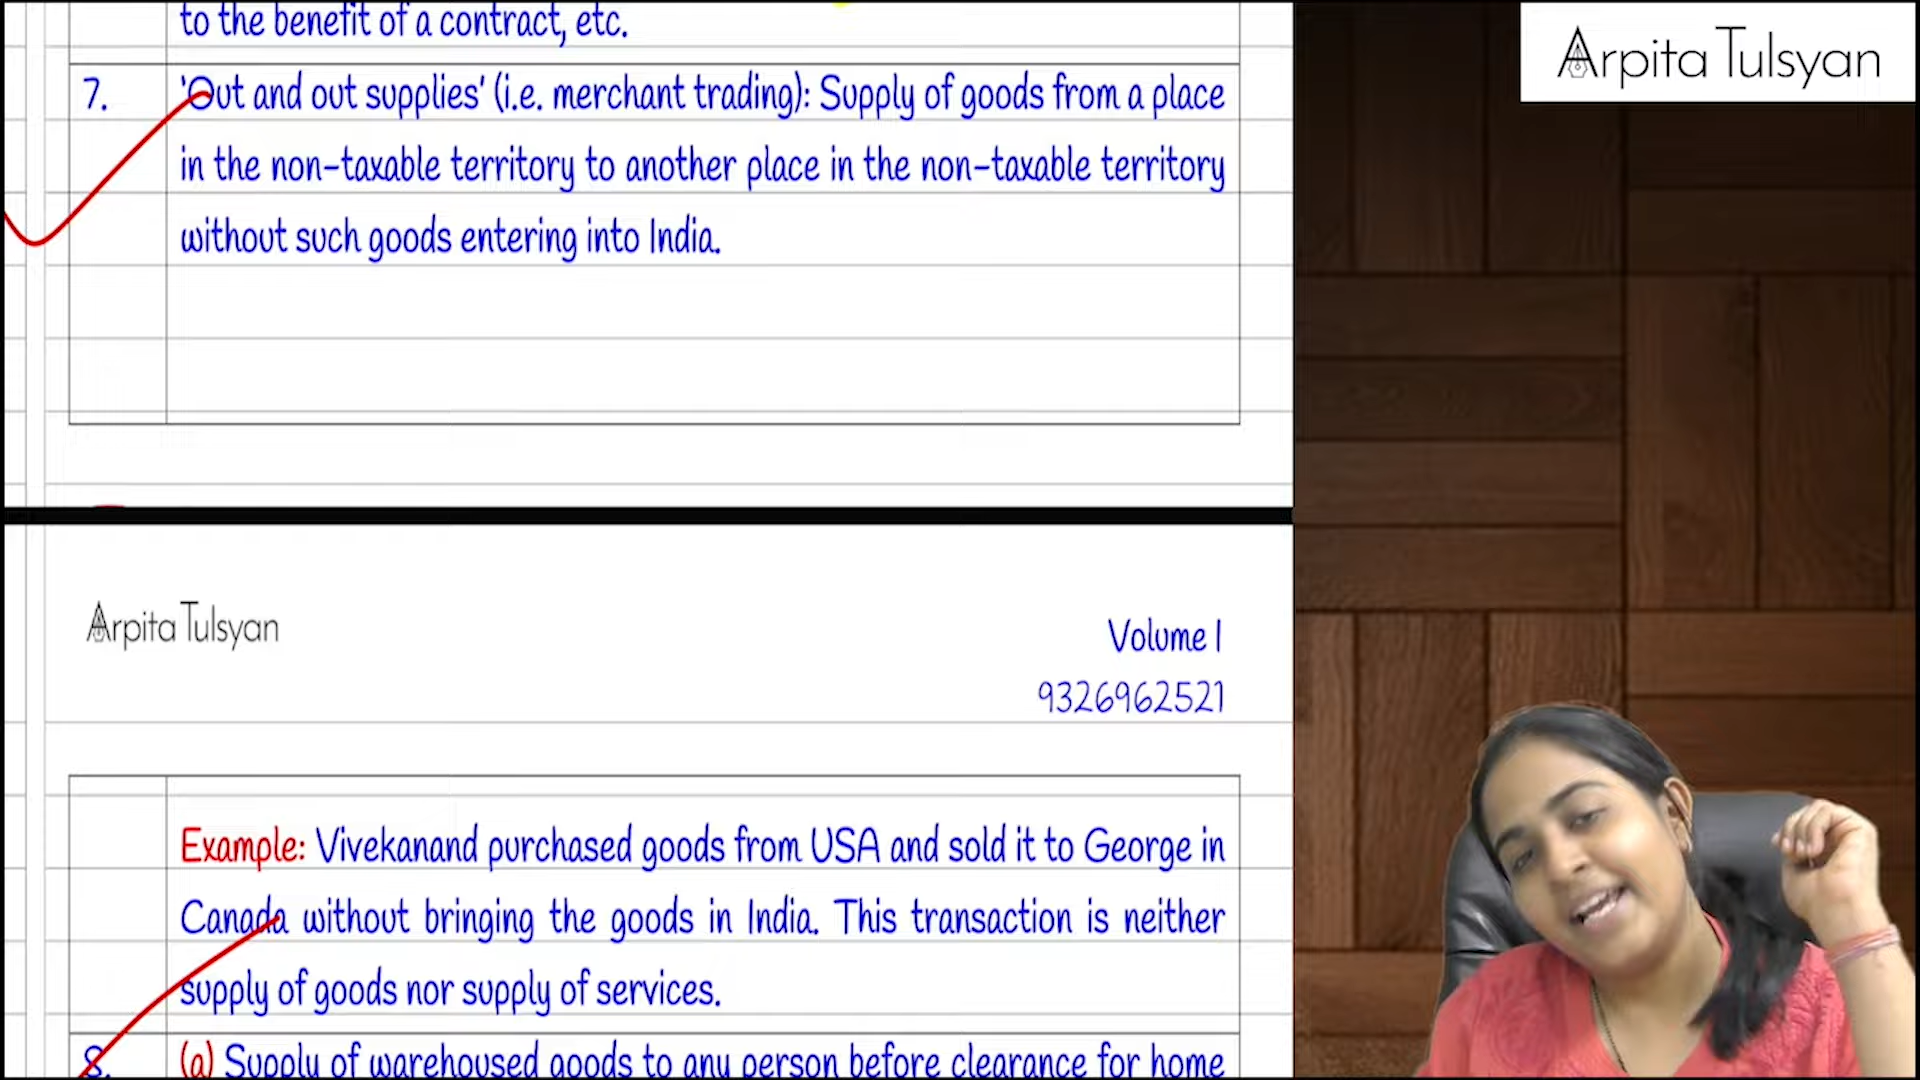 to the benefit of a contract, etc.
Arpita Tulsyan
7. 'Out and out supplies' (i.e. merchant trading): Supply of goods from a place
in the non-taxable territory to another place in the non-taxable territory
without such goods entering into India.
Arpita Tulsyan
Volume I
9326962521
Example: Vivekanand purchased goods from USA and sold it to George in
Canada without bringing the goods in India. This transaction is neither
supply of goods nor supply of services.
8. (a) Supply of warehoused goods to any person before clearance for home